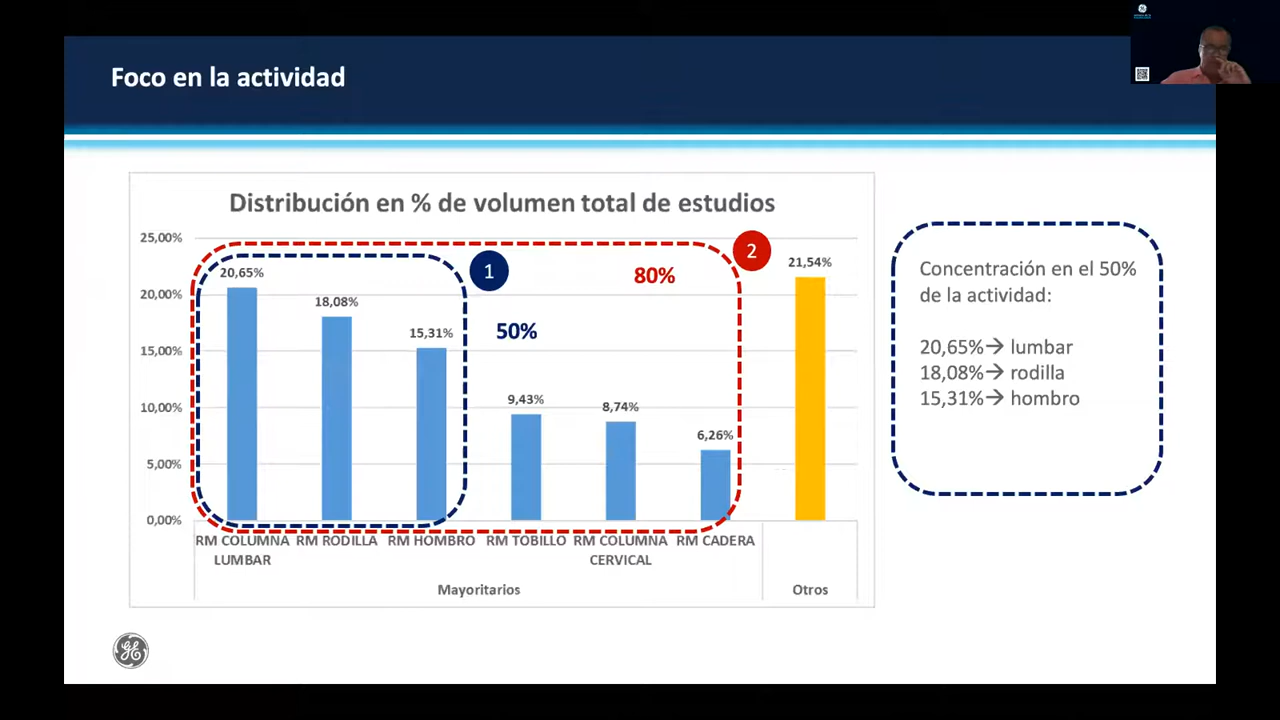 Foco en la actividad
Distribución en % de volumen total de estudios
25,00%
20,00%
15,00%
10,00%
5,00%
0,00%
20,65%
18,08%
15,31%
9,43%
8,74%
6,26%
21,54%
1
2
50%
80%
RM COLUMNA LUMBAR
RM RODILLA
RM HOMBRO
RM TOBILLO
RM COLUMNA CERVICAL
RM CADERA
Mayoritarios
Otros
Concentración en el 50%
de la actividad:
20,65%→ lumbar
18,08%→ rodilla
15,31%→ hombro
GE